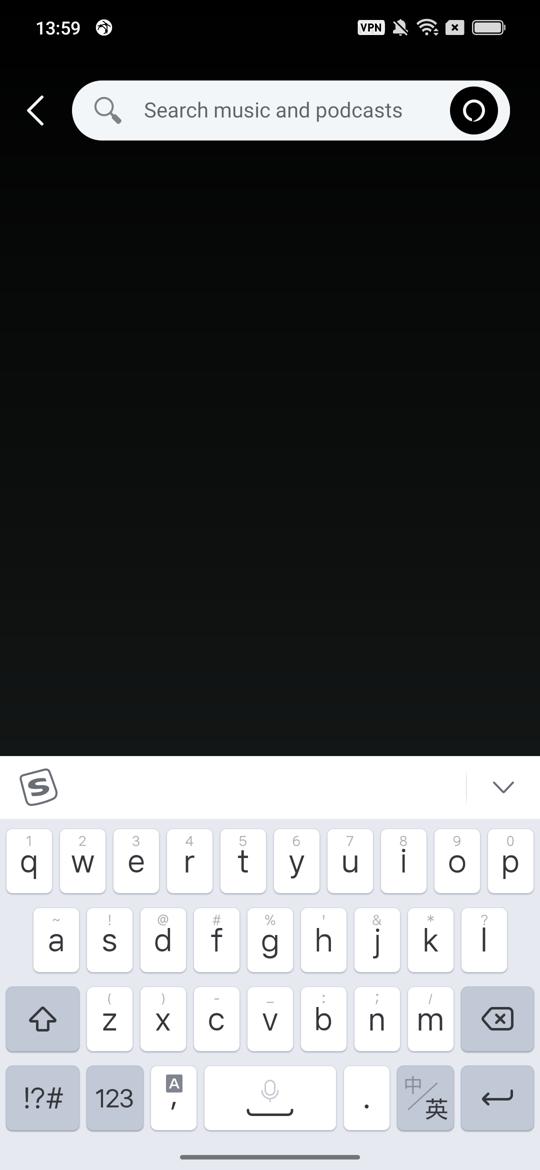 13:59 VPN
Search music and podcasts
S
1 2 3 4 5 6 7 8 9 0
q w e r t y u i o p
~ ! @ # % ' & * ?
a s d f g h j k l
( ) - _ : ; /
z x c v b n m
!?# 123 A , . 中/英